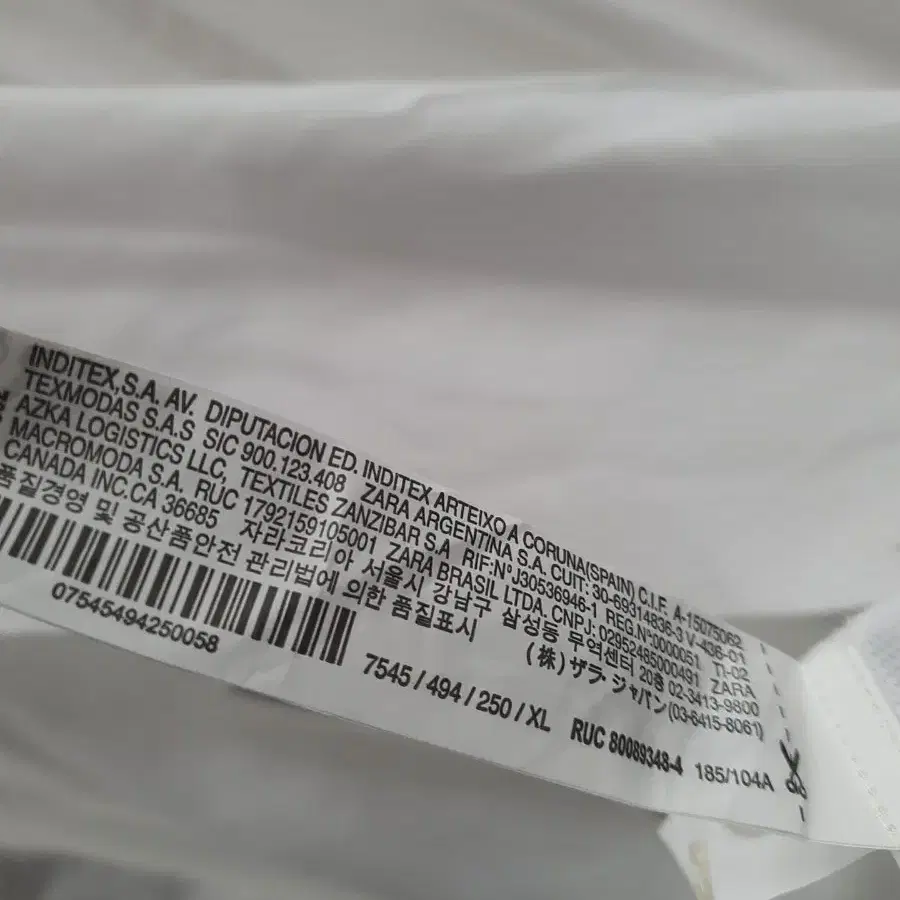 INDITEX,S.A. AV. DIPUTACION ED. INDITEX ARTEIXO A CORUNA(SPAIN) C.I.F. A-15075062
TEXMODAS S.A.S SIC 900.123.408 ZARA ARGENTINA S.A. CUIT: 30-69314836-3 V-436-01
AZKA LOGISTICS LLC, TEXTILES ZANZIBAR S.A RIF:Nº J30536946-1 REG.Nº:0000051 TI-02
MACROMODA S.A. RUC 1792159105001 ZARA BRASIL LTDA. CNPJ: 02952485000491 ZARA
CANADA INC.CA 36685 자라코리아 서울시 강남구 삼성동 무역센터 20층 02-3413-9800
품질경영 및 공산품안전 관리법에 의한 품질표시 (株) ザラ・ジャパン(03-6415-8061)
07545494250058
7545 / 494 / 250 / XL RUC 80089348-4 185/104A